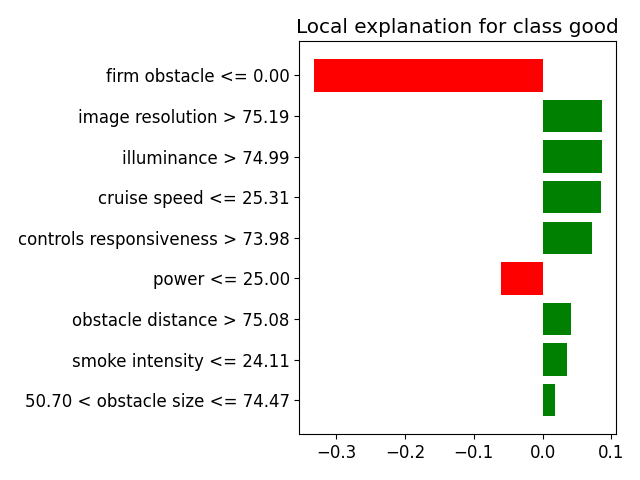 Local explanation for class good
firm obstacle <= 0.00
image resolution > 75.19
illuminance > 74.99
cruise speed <= 25.31
controls responsiveness > 73.98
power <= 25.00
obstacle distance > 75.08
smoke intensity <= 24.11
50.70 < obstacle size <= 74.47
−0.3 −0.2 −0.1 0.0 0.1